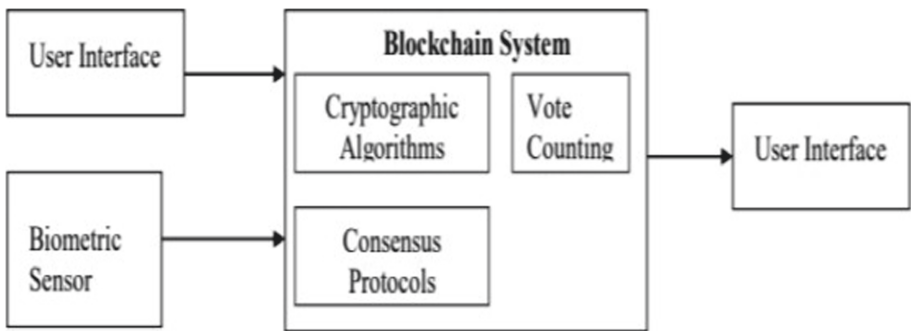 User Interface
Biometric
Sensor
Blockchain System
Cryptographic
Algorithms
Vote
Counting
Consensus
Protocols
User Interface